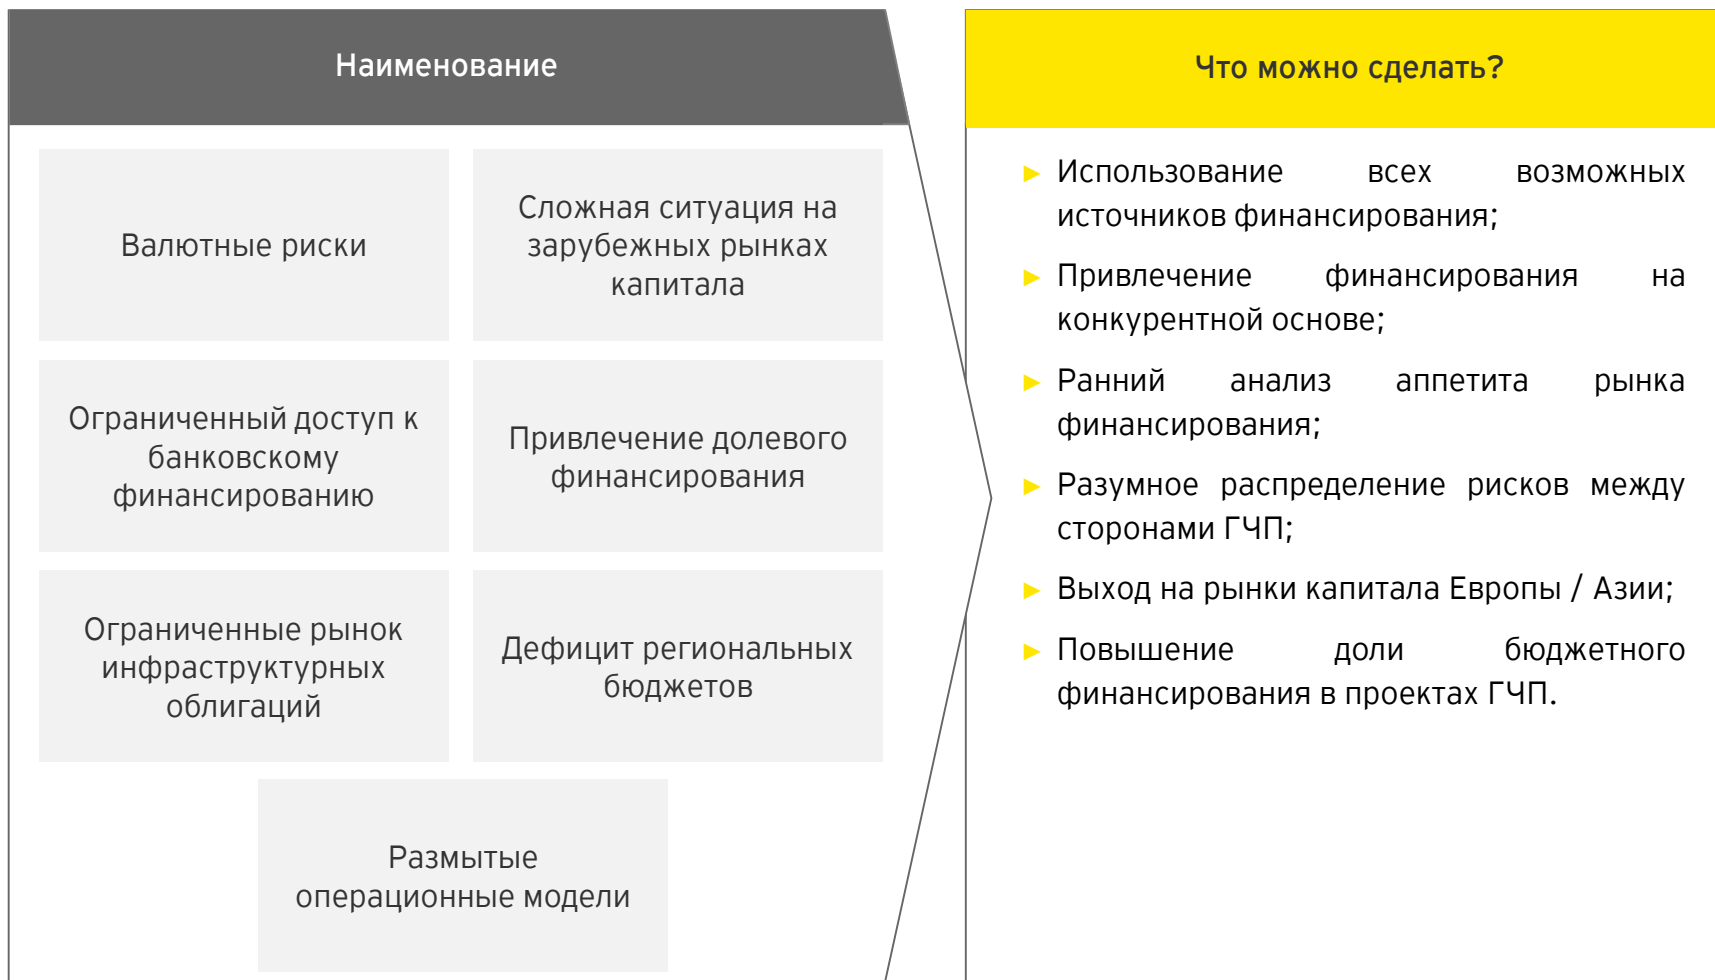 Наименование
Валютные риски
Сложная ситуация на
зарубежных рынках
капитала
Ограниченный доступ к
банковскому
финансированию
Привлечение долевого
финансирования
Ограниченные рынок
инфраструктурных
облигаций
Дефицит региональных
бюджетов
Размытые
операционные модели
Что можно сделать?
► Использование всех возможных
источников финансирования;
► Привлечение финансирования на
конкурентной основе;
► Ранний анализ аппетита рынка
финансирования;
► Разумное распределение рисков между
сторонами ГЧП;
► Выход на рынки капитала Европы / Азии;
► Повышение доли бюджетного
финансирования в проектах ГЧП.